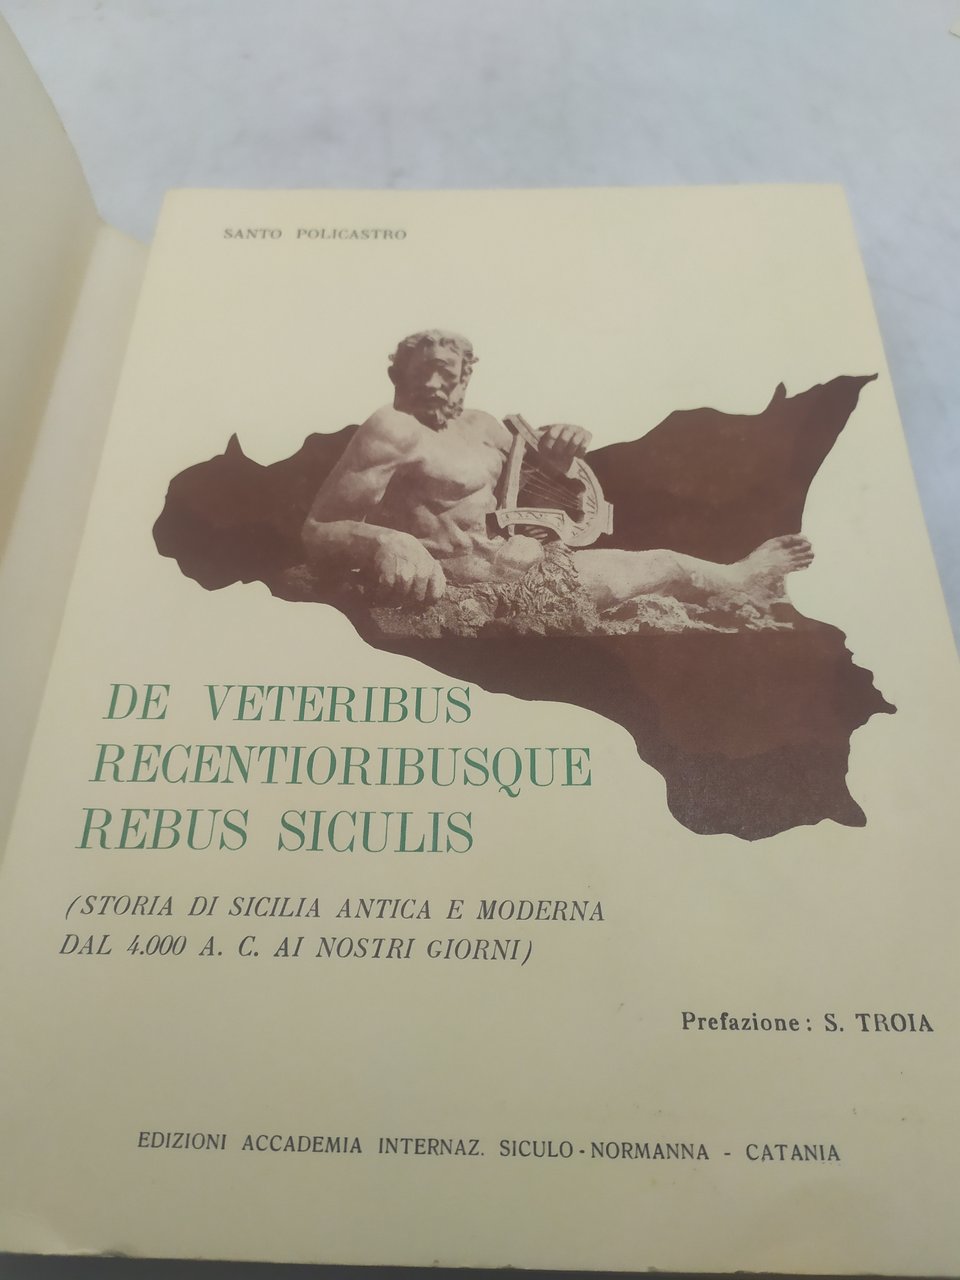 SANTO POLICASTRO
DE VETERIBUS
RECENTIORIBUSQUE
REBUS SICULIS
(STORIA DI SICILIA ANTICA E MODERNA
DAL 4.000 A. C. AI NOSTRI GIORNI)
Prefazione: S. TROIA
EDIZIONI ACCADEMIA INTERNAZ. SICULO-NORMANNA - CATANIA